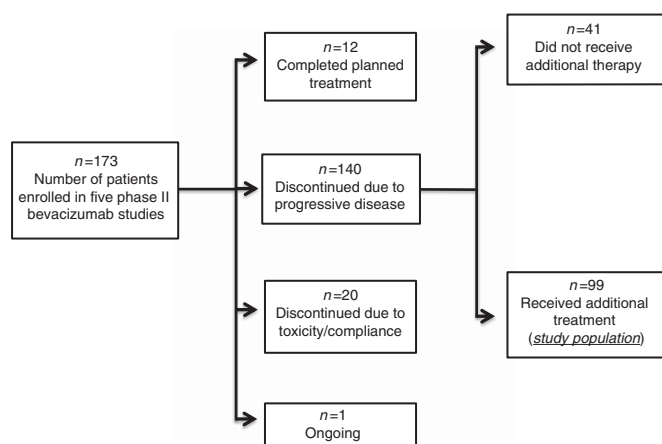 n=173
Number of patients
enrolled in five phase II
bevacizumab studies
n=12
Completed planned
treatment
n=140
Discontinued due to
progressive disease
n=20
Discontinued due to
toxicity/compliance
n=1
Ongoing
n=41
Did not receive
additional therapy
n=99
Received additional
treatment
(study population)